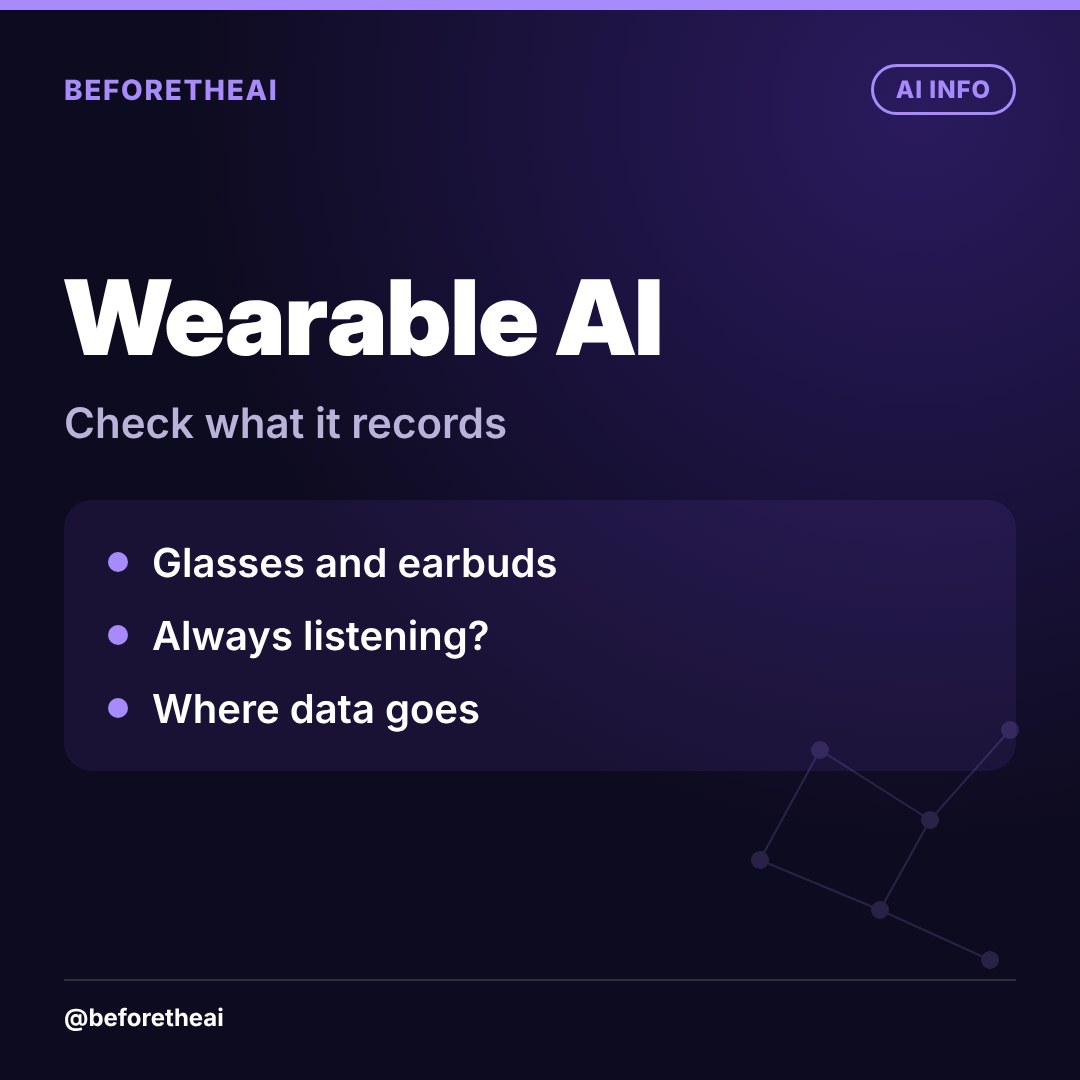 BEFORETHEAI
AI INFO
Wearable AI
Check what it records
Glasses and earbuds
Always listening?
Where data goes
@beforetheai